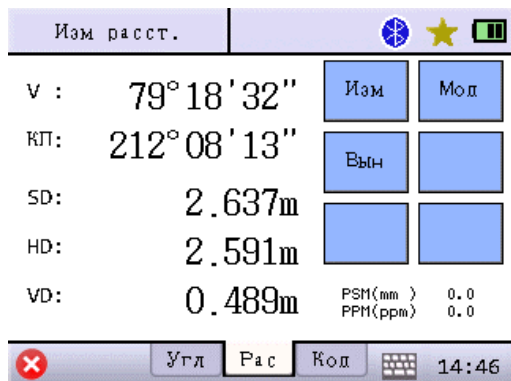 Изм расст.
V : 79°18'32"
Изм Мод
КП: 212°08'13"
Вын
SD: 2.637m
HD: 2.591m
VD: 0.489m
PSM(mm ) 0.0
PPM(ppm) 0.0
Угл Рас Коп 14:46